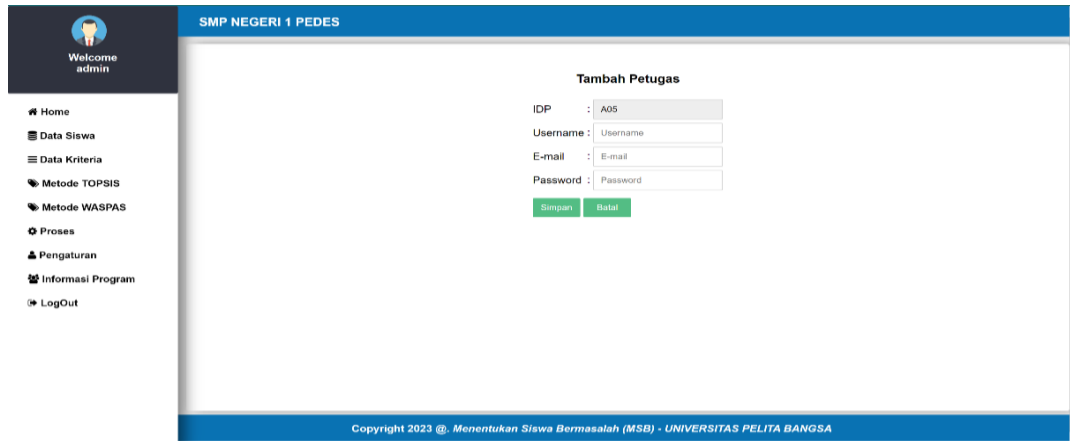 SMP NEGERI 1 PEDES
Welcome
admin
Home
Data Siswa
Data Kriteria
Metode TOPSIS
Metode WASPAS
Proses
Pengaturan
Informasi Program
LogOut
Tambah Petugas
IDP : A05
Username : Username
E-mail : E-mail
Password : Password
Simpan Batal
Copyright 2023 @. Menentukan Siswa Bermasalah (MSB) - UNIVERSITAS PELITA BANGSA